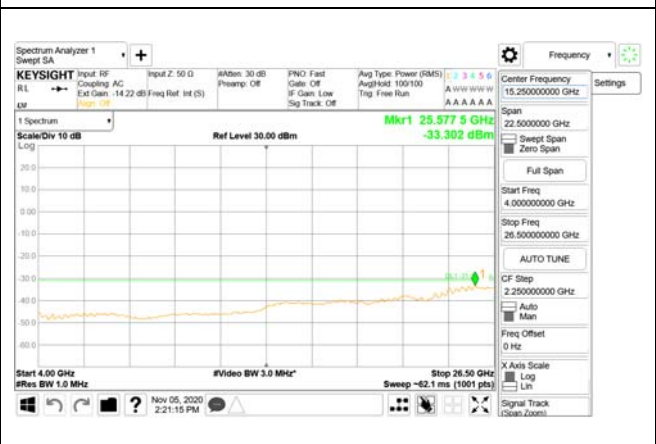 Spectrum Analyzer 1
Swept SA
+
Frequency
KEYSIGHT
RL
Input: RF
Coupling: AC
Ext Gain: -14.22 dB
Align: Off
Input Z: 50 Ω
Freq Ref: Int (S)
#Atten: 30 dB
Preamp: Off
PNO: Fast
Gate: Off
IF Gain: Low
Sig Track: Off
Avg Type: Power (RMS)
Avg|Hold: 100/100
Trig: Free Run
1 2 3 4 5 6
A W W W W W
A A A A A A
1 Spectrum
Scale/Div 10 dB
Log
Ref Level 30.00 dBm
Mkr1 25.577 5 GHz
-33.302 dBm
20.0
10.0
0.00
-10.0
-20.0
-30.0
-40.0
-50.0
-60.0
1
Start 4.00 GHz
#Res BW 1.0 MHz
#Video BW 3.0 MHz*
Stop 26.50 GHz
Sweep ~62.1 ms (1001 pts)
Center Frequency
15.250000000 GHz
Settings
Span
22.5000000 GHz
Swept Span
Zero Span
Full Span
Start Freq
4.000000000 GHz
Stop Freq
26.500000000 GHz
AUTO TUNE
CF Step
2.250000000 GHz
Auto
Man
Freq Offset
0 Hz
X Axis Scale
Log
Lin
Signal Track
(Span Zoom)
?
Nov 05, 2020
2:21:15 PM